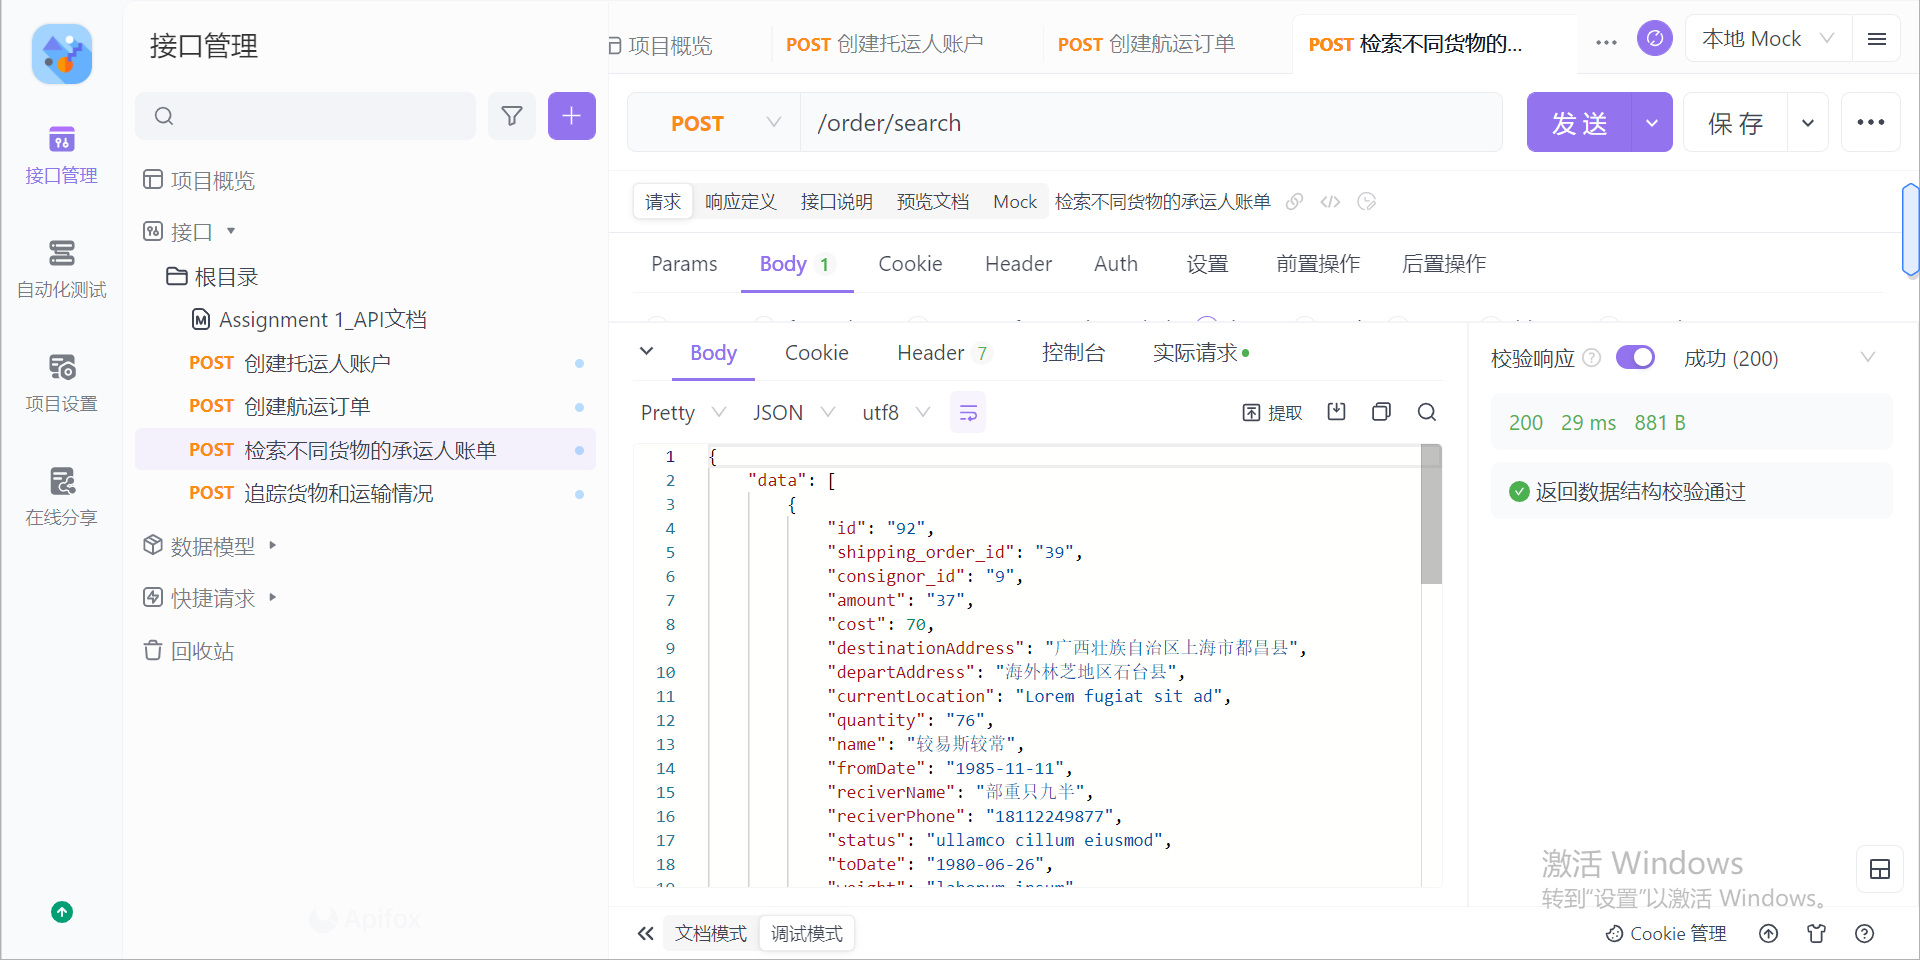 接口管理
自动化测试
项目设置
在线分享
接口管理
项目概览
接口
根目录
Assignment 1_API文档
POST 创建托运人账户
POST 创建航运订单
POST 检索不同货物的承运人账单
POST 追踪货物和运输情况
数据模型
快捷请求
回收站
Apifox
项目概览 POST 创建托运人账户 POST 创建航运订单 POST 检索不同货物的... 本地 Mock
POST /order/search 发送 保存
请求 响应定义 接口说明 预览文档 Mock 检索不同货物的承运人账单
Params Body 1 Cookie Header Auth 设置 前置操作 后置操作
Body Cookie Header 7 控制台 实际请求
Pretty JSON utf8 提取
1 {
2 "data": [
3 {
4 "id": "92",
5 "shipping_order_id": "39",
6 "consignor_id": "9",
7 "amount": "37",
8 "cost": 70,
9 "destinationAddress": "广西壮族自治区上海市都昌县",
10 "departAddress": "海外林芝地区石台县",
11 "currentLocation": "Lorem fugiat sit ad",
12 "quantity": "76",
13 "name": "较易斯较常",
14 "fromDate": "1985-11-11",
15 "reciverName": "部重只九半",
16 "reciverPhone": "18112249877",
17 "status": "ullamco cillum eiusmod",
18 "toDate": "1980-06-26",
19 "weight": "laborum ipsum"
校验响应 成功 (200)
200 29 ms 881 B
返回数据结构校验通过
激活 Windows
转到“设置”以激活 Windows。
文档模式 调试模式
Cookie 管理